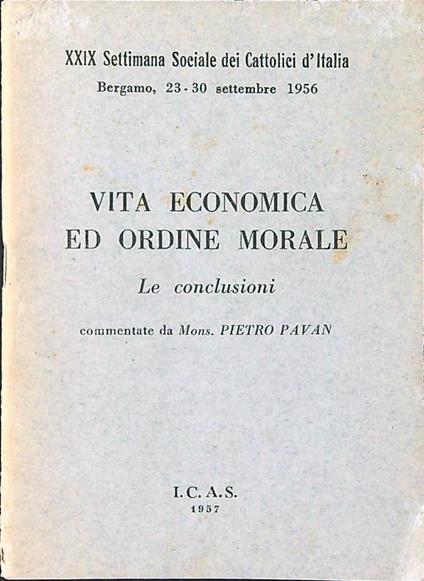 XXIX Settimana Sociale dei Cattolici d'Italia
Bergamo, 23-30 settembre 1956
VITA ECONOMICA
ED ORDINE MORALE
Le conclusioni
commentate da Mons. PIETRO PAVAN
I.C.A.S.
1957